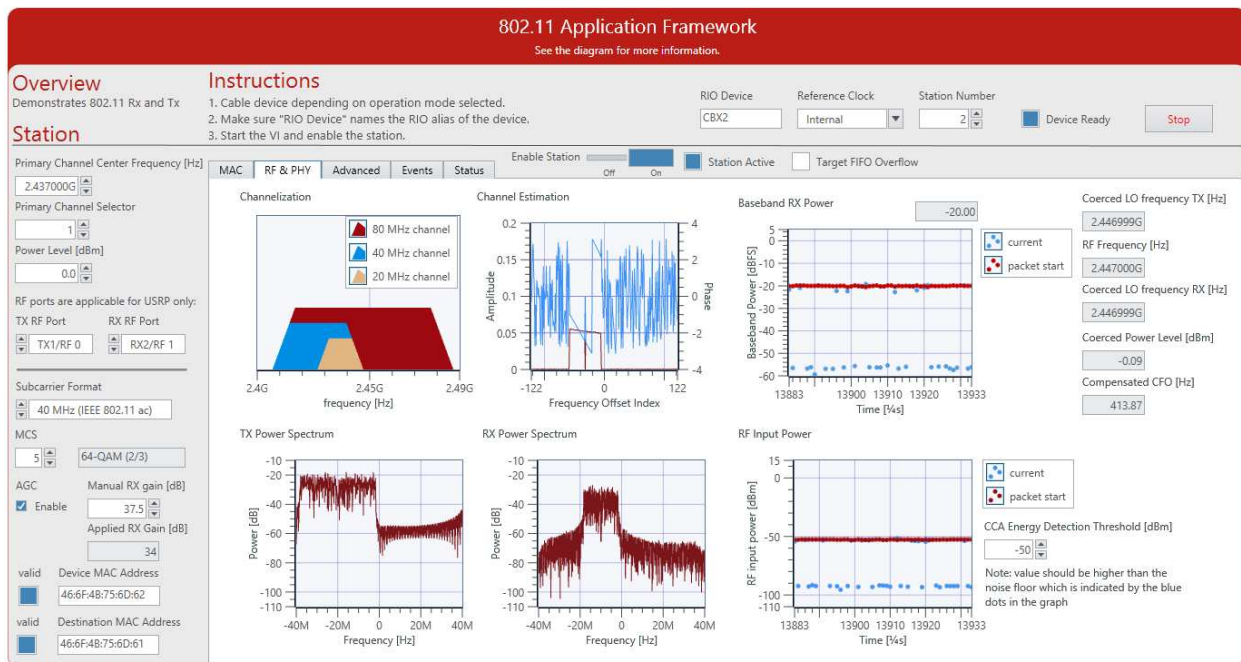 802.11 Application Framework
See the diagram for more information.
Overview
Demonstrates 802.11 Rx and Tx
Station
Instructions
1. Cable device depending on operation mode selected.
2. Make sure "RIO Device" names the RIO alias of the device.
3. Start the VI and enable the station.
RIO Device
CBX2
Reference Clock
Internal
Station Number
2
Device Ready
Stop
Primary Channel Center Frequency [Hz]
2.437000G
Primary Channel Selector
1
Power Level [dBm]
0.0
RF ports are applicable for USRP only:
TX RF Port
RX RF Port
TX1/RF 0
RX2/RF 1
Subcarrier Format
40 MHz (IEEE 802.11 ac)
MCS
5
64-QAM (2/3)
AGC
Manual RX gain [dB]
Enable
37.5
Applied RX Gain [dB]
34
valid
Device MAC Address
46:6F:4B:75:6D:62
valid
Destination MAC Address
46:6F:4B:75:6D:61
MAC
RF & PHY
Advanced
Events
Status
Enable Station
Off
On
Station Active
Target FIFO Overflow
Channelization
80 MHz channel
40 MHz channel
20 MHz channel
2.4G
2.45G
2.49G
frequency [Hz]
Channel Estimation
Amplitude
0.2
0.15
0.1
0.05
0
Phase
4
3
2
1
0
-1
-2
-3
-4
-122
0
122
Frequency Offset Index
Baseband RX Power
-20.00
Baseband Power [dBFS]
5
0
-10
-20
-30
-40
-50
-60
13883
13900
13920
13933
Time [¼s]
current
packet start
Coerced LO frequency TX [Hz]
2.446999G
RF Frequency [Hz]
2.447000G
Coerced LO frequency RX [Hz]
2.446999G
Coerced Power Level [dBm]
-0.09
Compensated CFO [Hz]
413.87
TX Power Spectrum
Power [dB]
-10
-20
-40
-60
-80
-100
-110
-40M
-20M
0
20M
40M
Frequency [Hz]
RX Power Spectrum
Power [dB]
-10
-20
-40
-60
-80
-100
-110
-40M
-20M
0
20M
40M
Frequency [Hz]
RF Input Power
RF input power [dBm]
15
0
-50
-100
-110
13883
13900
13920
13933
Time [¼s]
current
packet start
CCA Energy Detection Threshold [dBm]
-50
Note: value should be higher than the
noise floor which is indicated by the blue
dots in the graph